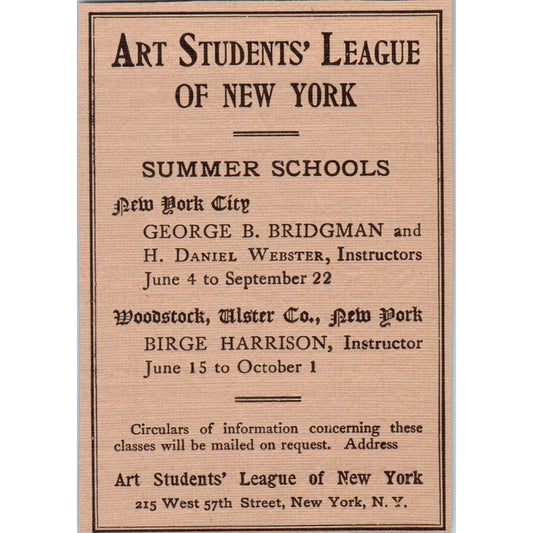 ART STUDENTS' LEAGUE
OF NEW YORK
SUMMER SCHOOLS
New York City
GEORGE B. BRIDGMAN and
H. DANIEL WEBSTER, Instructors
June 4 to September 22
Woodstock, Ulster Co., New York
BIRGE HARRISON, Instructor
June 15 to October 1
Circulars of information concerning these
classes will be mailed on request. Address
Art Students' League of New York
215 West 57th Street, New York, N. Y.